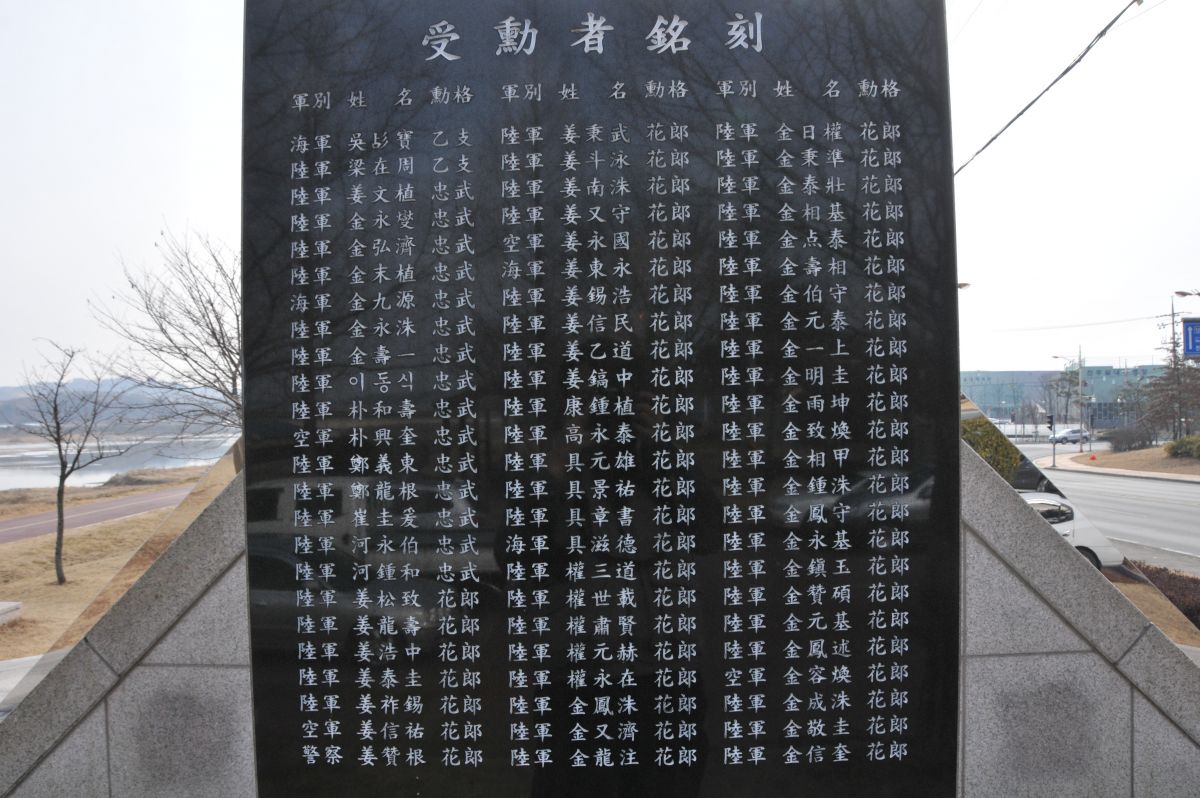 受勳者銘刻
軍別 姓 名 勳格 軍別 姓 名 勳格 軍別 姓 名 勳格
海軍 吳彭寶 乙支 陸軍 姜秉武 花郎 陸軍 金日權 花郎
陸軍 梁在周 乙支 陸軍 姜斗泳 花郎 陸軍 金秉準 花郎
陸軍 姜文植 忠武 陸軍 姜南洙 花郎 陸軍 金泰壯 花郎
陸軍 金永燮 忠武 陸軍 姜又守 花郎 陸軍 金相基 花郎
陸軍 金弘濟 忠武 空軍 姜永國 花郎 陸軍 金点泰 花郎
陸軍 金末植 忠武 海軍 姜東永 花郎 陸軍 金壽相 花郎
海軍 金九源 忠武 陸軍 姜錫浩 花郎 陸軍 金伯守 花郎
陸軍 金永洙 忠武 陸軍 姜信民 花郎 陸軍 金元泰 花郎
陸軍 金壽一 忠武 陸軍 姜乙道 花郎 陸軍 金一上 花郎
陸軍 이동식 忠武 陸軍 姜鎬中 花郎 陸軍 金明圭 花郎
陸軍 朴和壽 忠武 陸軍 康鍾植 花郎 陸軍 金雨坤 花郎
空軍 朴興奎 忠武 陸軍 高永泰 花郎 陸軍 金致煥 花郎
陸軍 鄭義東 忠武 陸軍 具元雄 花郎 陸軍 金相甲 花郎
陸軍 鄭龍根 忠武 陸軍 具景祐 花郎 陸軍 金鍾洙 花郎
陸軍 崔圭爰 忠武 陸軍 具章書 花郎 陸軍 金鳳守 花郎
陸軍 河永伯 忠武 海軍 具滋德 花郎 陸軍 金永基 花郎
陸軍 河鍾和 忠武 陸軍 權三道 花郎 陸軍 金鎭玉 花郎
陸軍 姜松致 花郎 陸軍 權世載 花郎 陸軍 金贊碩 花郎
陸軍 姜龍壽 花郎 陸軍 權肅賢 花郎 陸軍 金元基 花郎
陸軍 姜浩中 花郎 陸軍 權元赫 花郎 陸軍 金鳳述 花郎
陸軍 姜泰圭 花郎 陸軍 權永在 花郎 空軍 金容煥 花郎
陸軍 姜祚錫 花郎 陸軍 金鳳洙 花郎 陸軍 金成洙 花郎
空軍 姜信祐 花郎 陸軍 金又濟 花郎 陸軍 金敬圭 花郎
警察 姜贊根 花郎 陸軍 金龍注 花郎 陸軍 金信奎 花郎